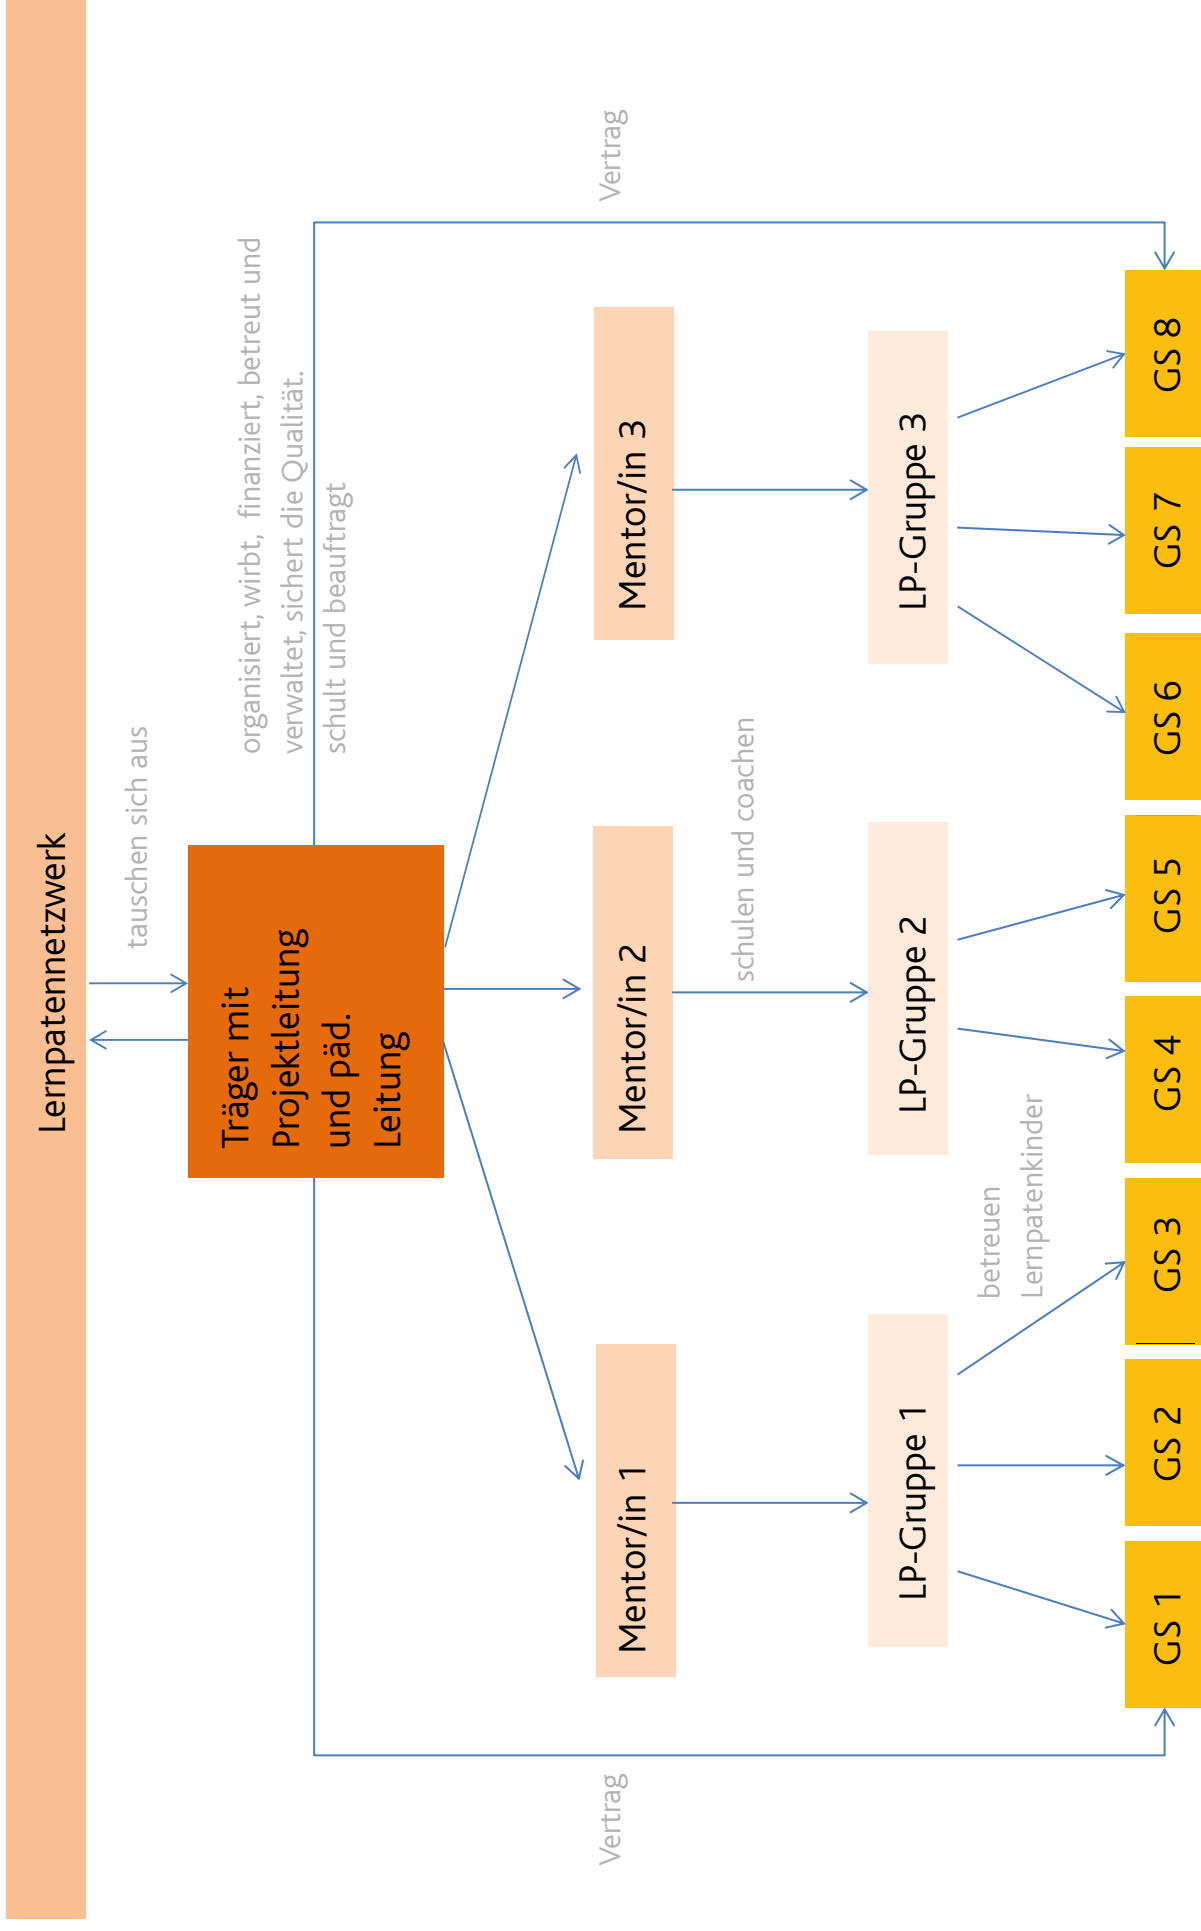 Lernpatennetzwerk
tauschen sich aus
organisiert, wirbt, finanziert, betreut und
verwaltet, sichert die Qualität.
schult und beauftragt
Träger mit
Projektleitung
und päd.
Leitung
Vertrag
Vertrag
Mentor/in 1
Mentor/in 2
Mentor/in 3
schulen und coachen
LP-Gruppe 1
LP-Gruppe 2
LP-Gruppe 3
betreuen
Lernpatenkinder
GS 1
GS 2
GS 3
GS 4
GS 5
GS 6
GS 7
GS 8